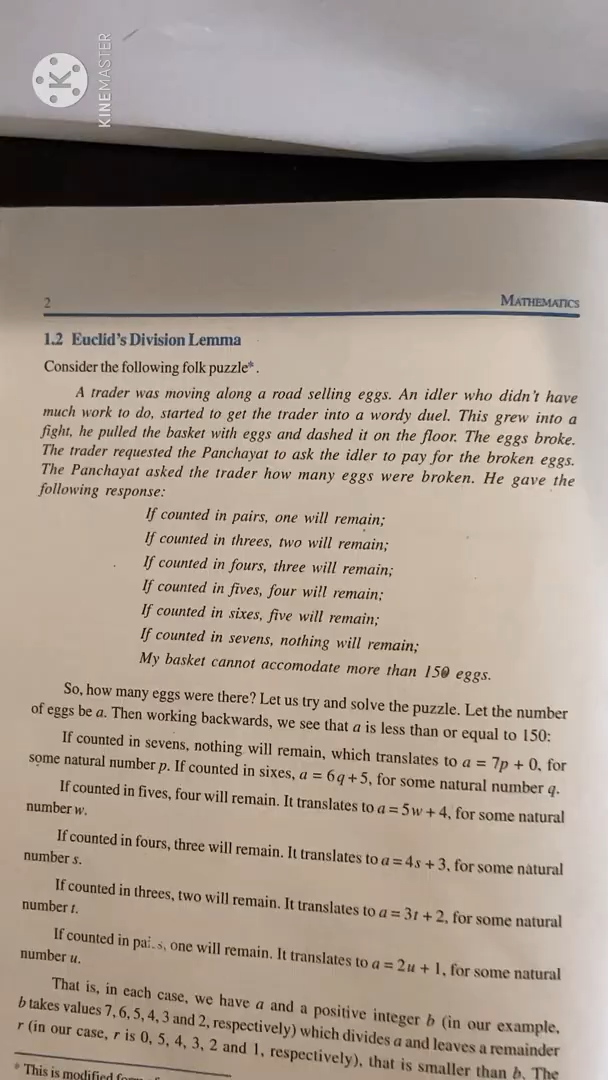 KINEMASTER
2 MATHEMATICS
1.2 Euclid's Division Lemma
Consider the following folk puzzle*.
A trader was moving along a road selling eggs. An idler who didn't have
much work to do, started to get the trader into a wordy duel. This grew into a
fight, he pulled the basket with eggs and dashed it on the floor. The eggs broke.
The trader requested the Panchayat to ask the idler to pay for the broken eggs.
The Panchayat asked the trader how many eggs were broken. He gave the
following response:
If counted in pairs, one will remain;
If counted in threes, two will remain;
If counted in fours, three will remain;
If counted in fives, four will remain;
If counted in sixes, five will remain;
If counted in sevens, nothing will remain;
My basket cannot accomodate more than 150 eggs.
So, how many eggs were there? Let us try and solve the puzzle. Let the number
of eggs be a. Then working backwards, we see that a is less than or equal to 150:
If counted in sevens, nothing will remain, which translates to a = 7p + 0, for
some natural number p. If counted in sixes, a = 6q + 5, for some natural number q.
If counted in fives, four will remain. It translates to a = 5w + 4, for some natural
number w.
If counted in fours, three will remain. It translates to a = 4s + 3, for some natural
number s.
If counted in threes, two will remain. It translates to a = 3t + 2, for some natural
number t.
If counted in pairs, one will remain. It translates to a = 2u + 1, for some natural
number u.
That is, in each case, we have a and a positive integer b (in our example,
b takes values 7, 6, 5, 4, 3 and 2, respectively) which divides a and leaves a remainder
r (in our case, r is 0, 5, 4, 3, 2 and 1, respectively), that is smaller than b. The
* This is modified form of